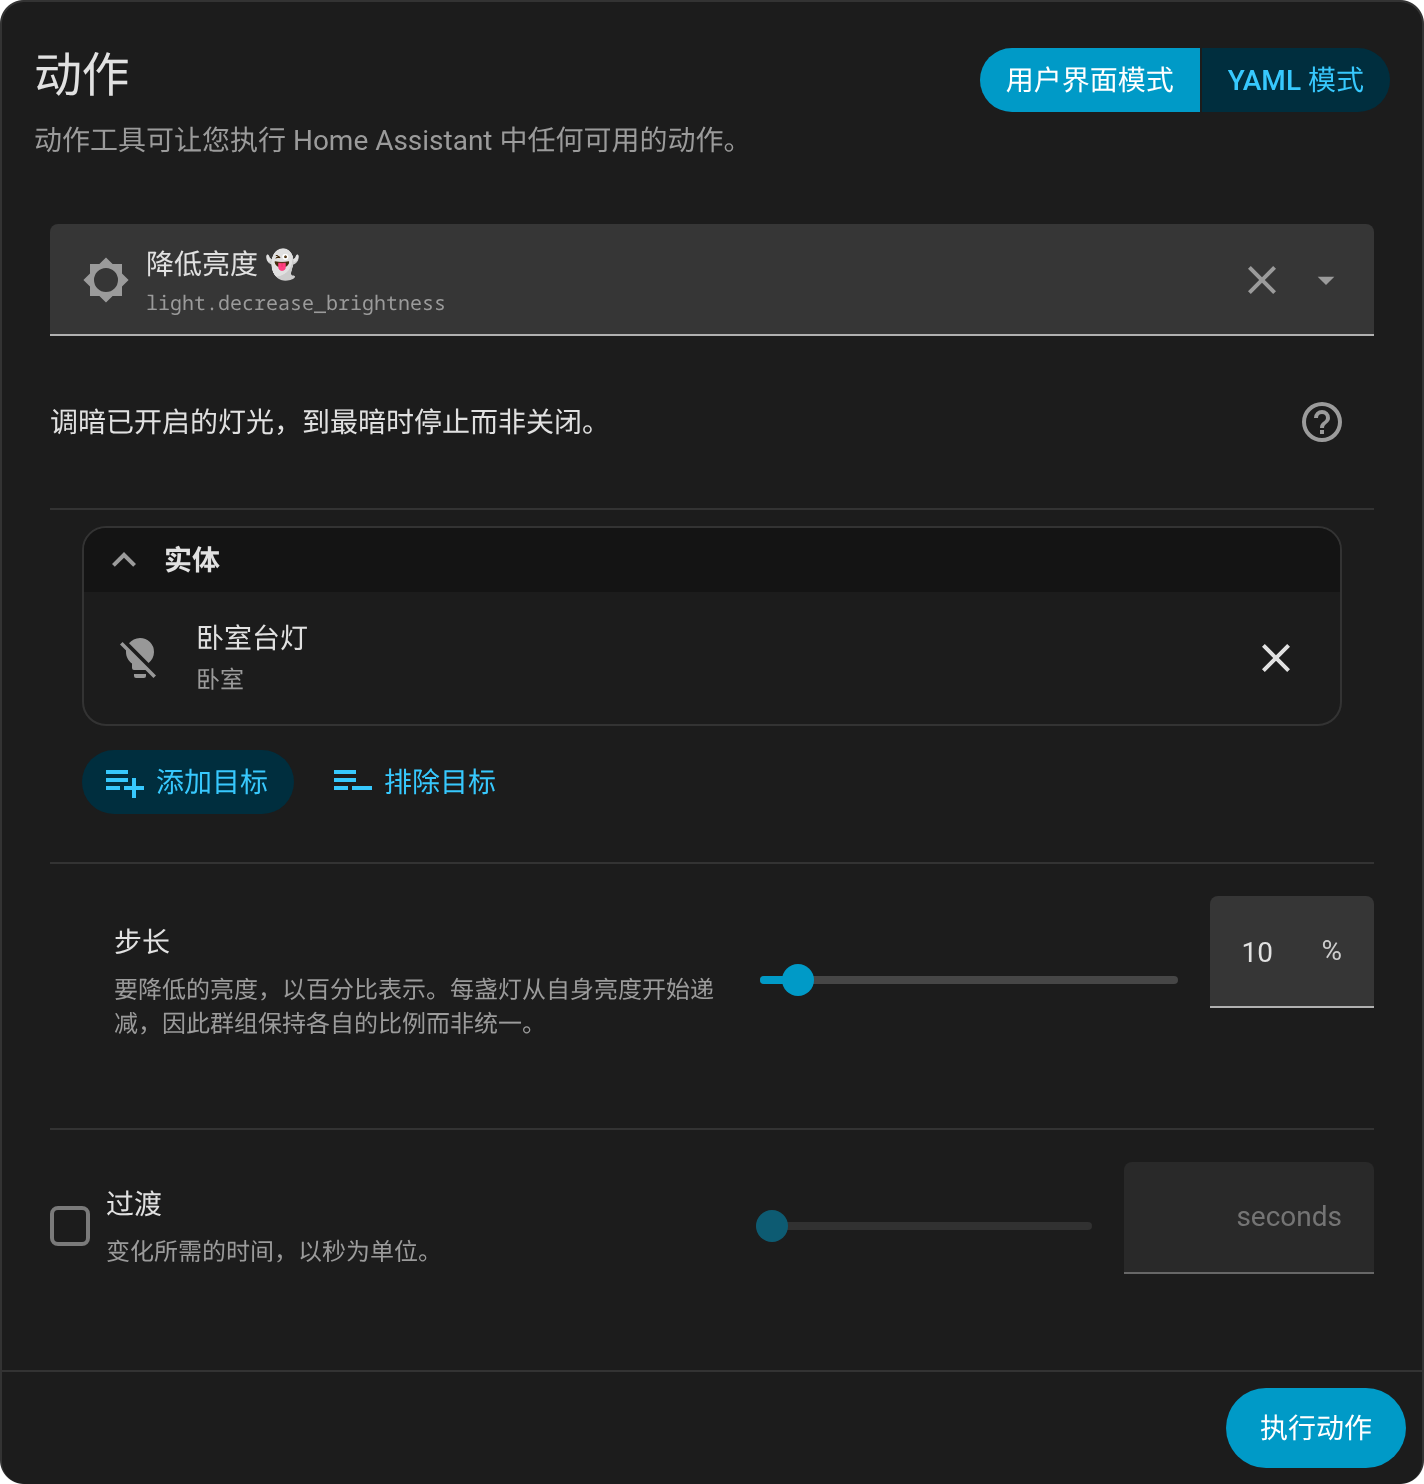 动作
用户界面模式
YAML 模式
动作工具可让您执行 Home Assistant 中任何可用的动作。
降低亮度 👻
light.decrease_brightness
调暗已开启的灯光，到最暗时停止而非关闭。
实体
卧室台灯
卧室
添加目标
排除目标
步长
要降低的亮度，以百分比表示。每盏灯从自身亮度开始递
减，因此群组保持各自的比例而非统一。
10 %
过渡
变化所需的时间，以秒为单位。
seconds
执行动作